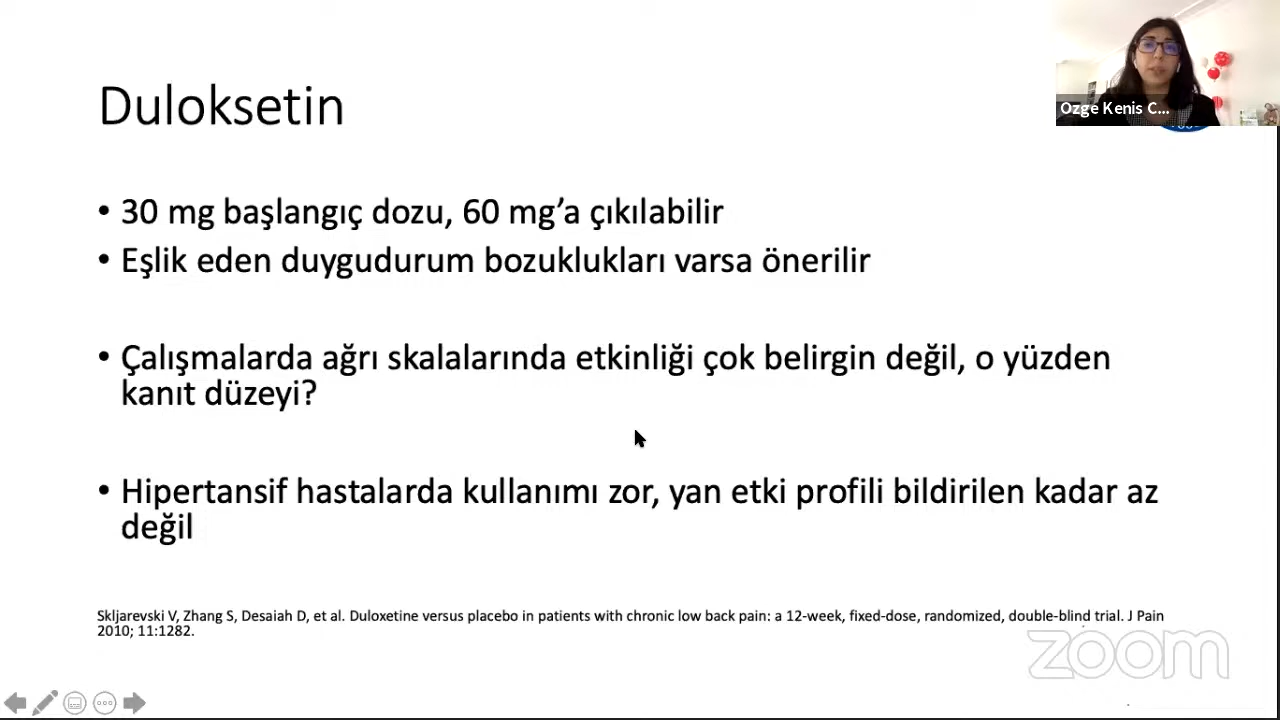 Duloksetin
Ozge Kenis C...
• 30 mg başlangıç dozu, 60 mg’a çıkılabilir
• Eşlik eden duygudurum bozuklukları varsa önerilir
• Çalışmalarda ağrı skalalarında etkinliği çok belirgin değil, o yüzden
kanıt düzeyi?
• Hipertansif hastalarda kullanımı zor, yan etki profili bildirilen kadar az
değil
Skljarevski V, Zhang S, Desaiah D, et al. Duloxetine versus placebo in patients with chronic low back pain: a 12-week, fixed-dose, randomized, double-blind trial. J Pain
2010; 11:1282.
zoom